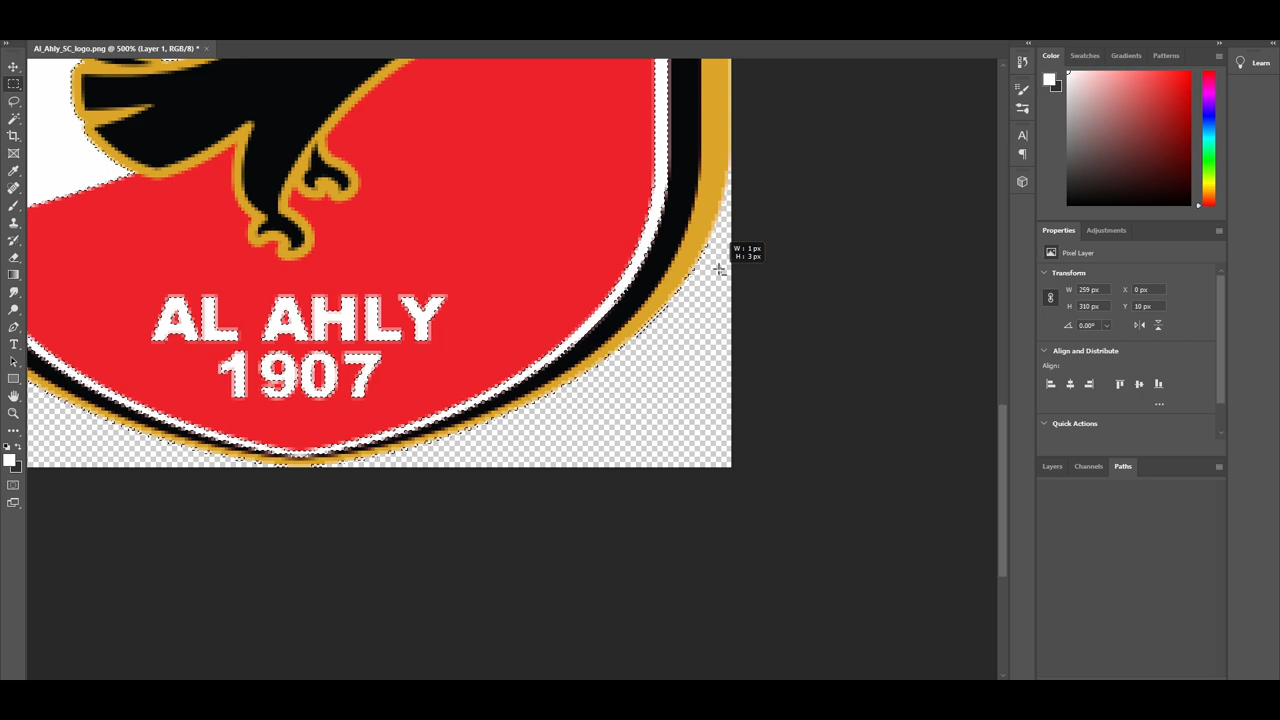 Al_Ahly_SC_logo.png @ 500% (Layer 1, RGB/8) *
Color
Swatches
Gradients
Patterns
Learn
W: 1 px
H: 3 px
Properties
Adjustments
Pixel Layer
Transform
W 259 px X 0 px
H 310 px Y 10 px
0.00°
Align and Distribute
Align:
Quick Actions
Layers
Channels
Paths
AL AHLY
1907